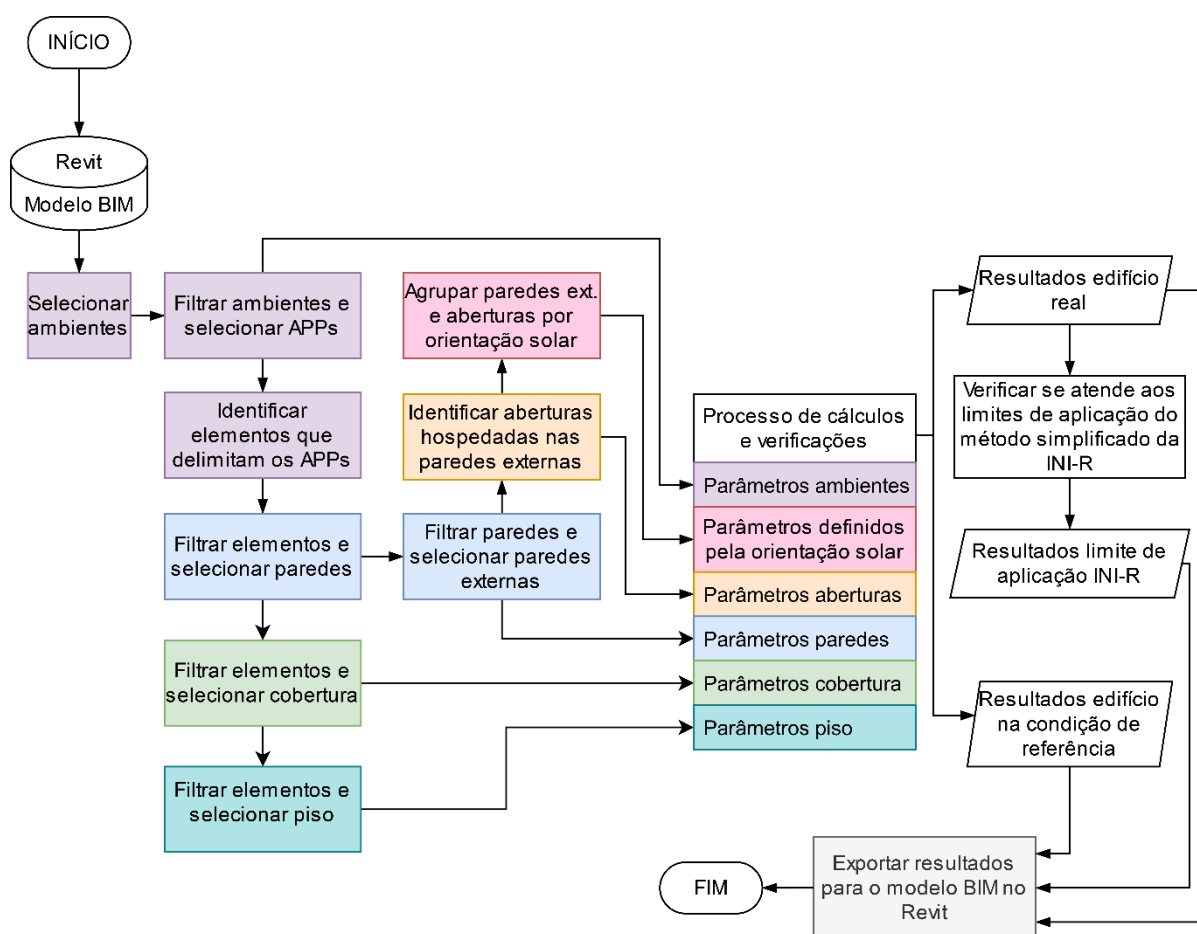 INÍCIO
Revit
Modelo BIM
Selecionar
ambientes
Filtrar ambientes e
selecionar APPs
Identificar
elementos que
delimitam os APPs
Filtrar elementos e
selecionar paredes
Filtrar elementos e
selecionar cobertura
Filtrar elementos e
selecionar piso
Agrupar paredes ext.
e aberturas por
orientação solar
Identificar aberturas
hospedadas nas
paredes externas
Filtrar paredes e
selecionar paredes
externas
Processo de cálculos
e verificações
Parâmetros ambientes
Parâmetros definidos
pela orientação solar
Parâmetros aberturas
Parâmetros paredes
Parâmetros cobertura
Parâmetros piso
Resultados edifício
real
Verificar se atende aos
limites de aplicação do
método simplificado da
INI-R
Resultados limite de
aplicação INI-R
Resultados edifício
na condição de
referência
Exportar resultados
para o modelo BIM no
Revit
FIM